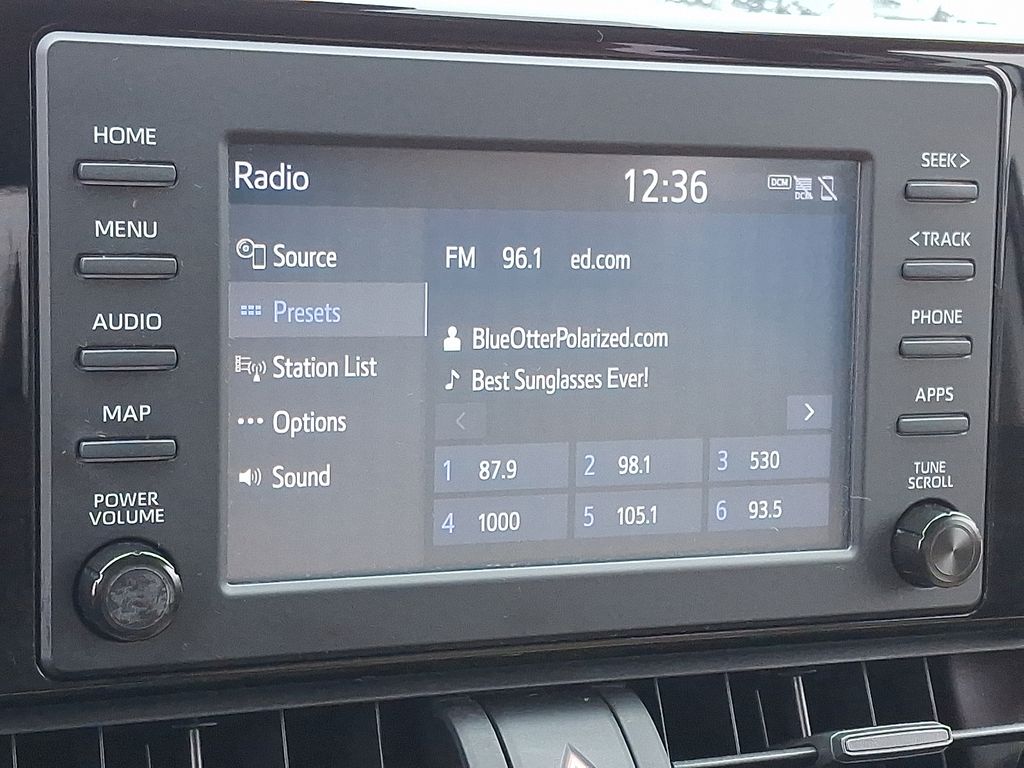 HOME
MENU
AUDIO
MAP
POWER
VOLUME
Radio
12:36
DCM
DCM
Source
Presets
Station List
Options
Sound
FM 96.1 ed.com
BlueOtterPolarized.com
Best Sunglasses Ever!
< >
1 87.9 2 98.1 3 530
4 1000 5 105.1 6 93.5
SEEK>
<TRACK
PHONE
APPS
TUNE
SCROLL